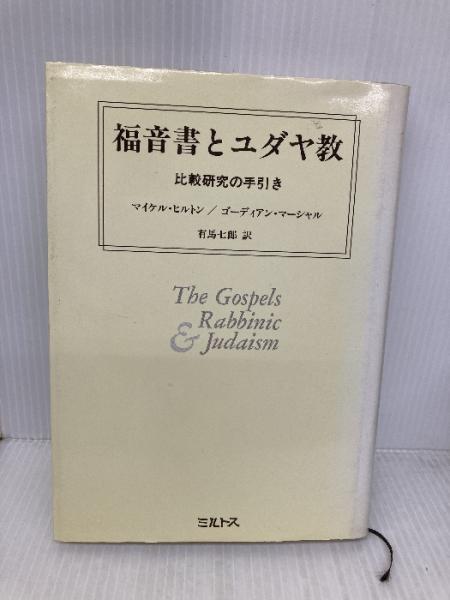 福音書とユダヤ教
比較研究の手引き
マイケル・ヒルトン／ゴーディアン・マーシャル
有馬七郎 訳
The Gospels
& Rabbinic
Judaism
ミルトス